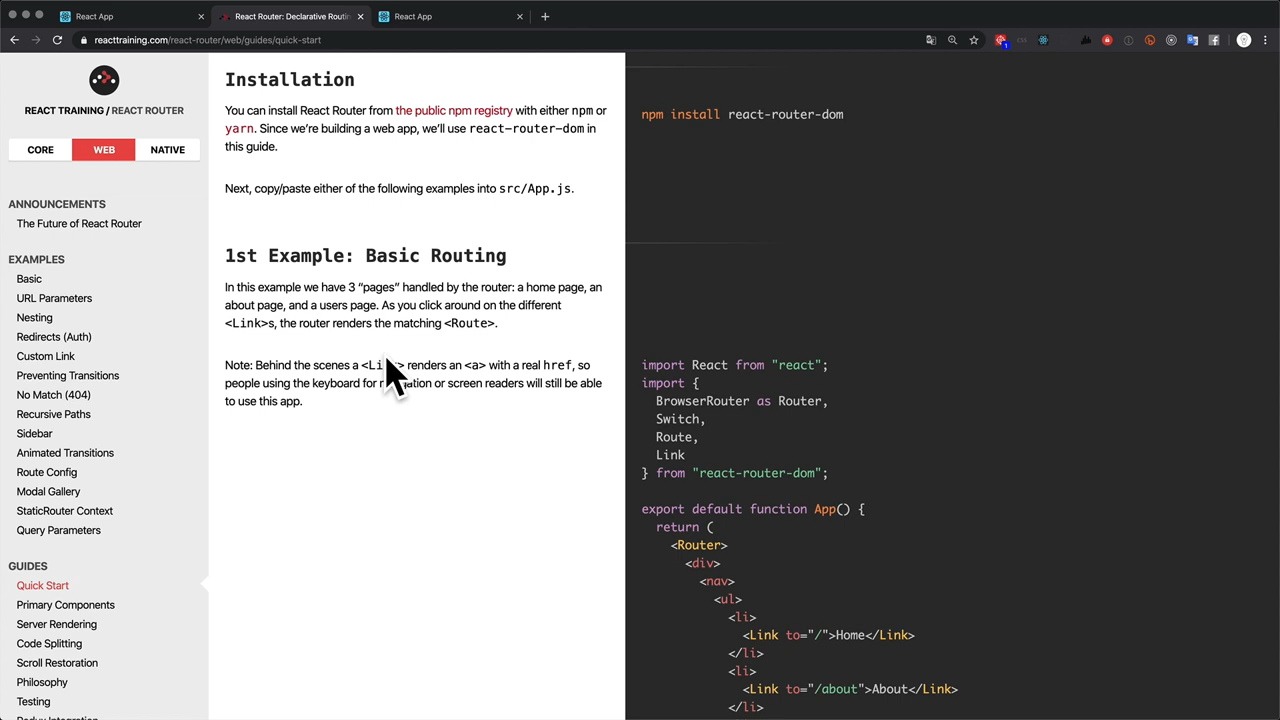 React App
React Router: Declarative Routin
React App
reacttraining.com/react-router/web/guides/quick-start
REACT TRAINING / REACT ROUTER
CORE
WEB
NATIVE
ANNOUNCEMENTS
The Future of React Router
EXAMPLES
Basic
URL Parameters
Nesting
Redirects (Auth)
Custom Link
Preventing Transitions
No Match (404)
Recursive Paths
Sidebar
Animated Transitions
Route Config
Modal Gallery
StaticRouter Context
Query Parameters
GUIDES
Quick Start
Primary Components
Server Rendering
Code Splitting
Scroll Restoration
Philosophy
Testing
Redux Integration
Installation
You can install React Router from the public npm registry with either npm or
yarn. Since we're building a web app, we'll use react-router-dom in
this guide.
Next, copy/paste either of the following examples into src/App.js.
1st Example: Basic Routing
In this example we have 3 “pages” handled by the router: a home page, an
about page, and a users page. As you click around on the different
<Link>s, the router renders the matching <Route>.
Note: Behind the scenes a <Link> renders an <a> with a real href, so
people using the keyboard for navigation or screen readers will still be able
to use this app.
npm install react-router-dom
import React from "react";
import {
BrowserRouter as Router,
Switch,
Route,
Link
} from "react-router-dom";
export default function App() {
return (
<Router>
<div>
<nav>
<ul>
<li>
<Link to="/">Home</Link>
</li>
<li>
<Link to="/about">About</Link>
</li>